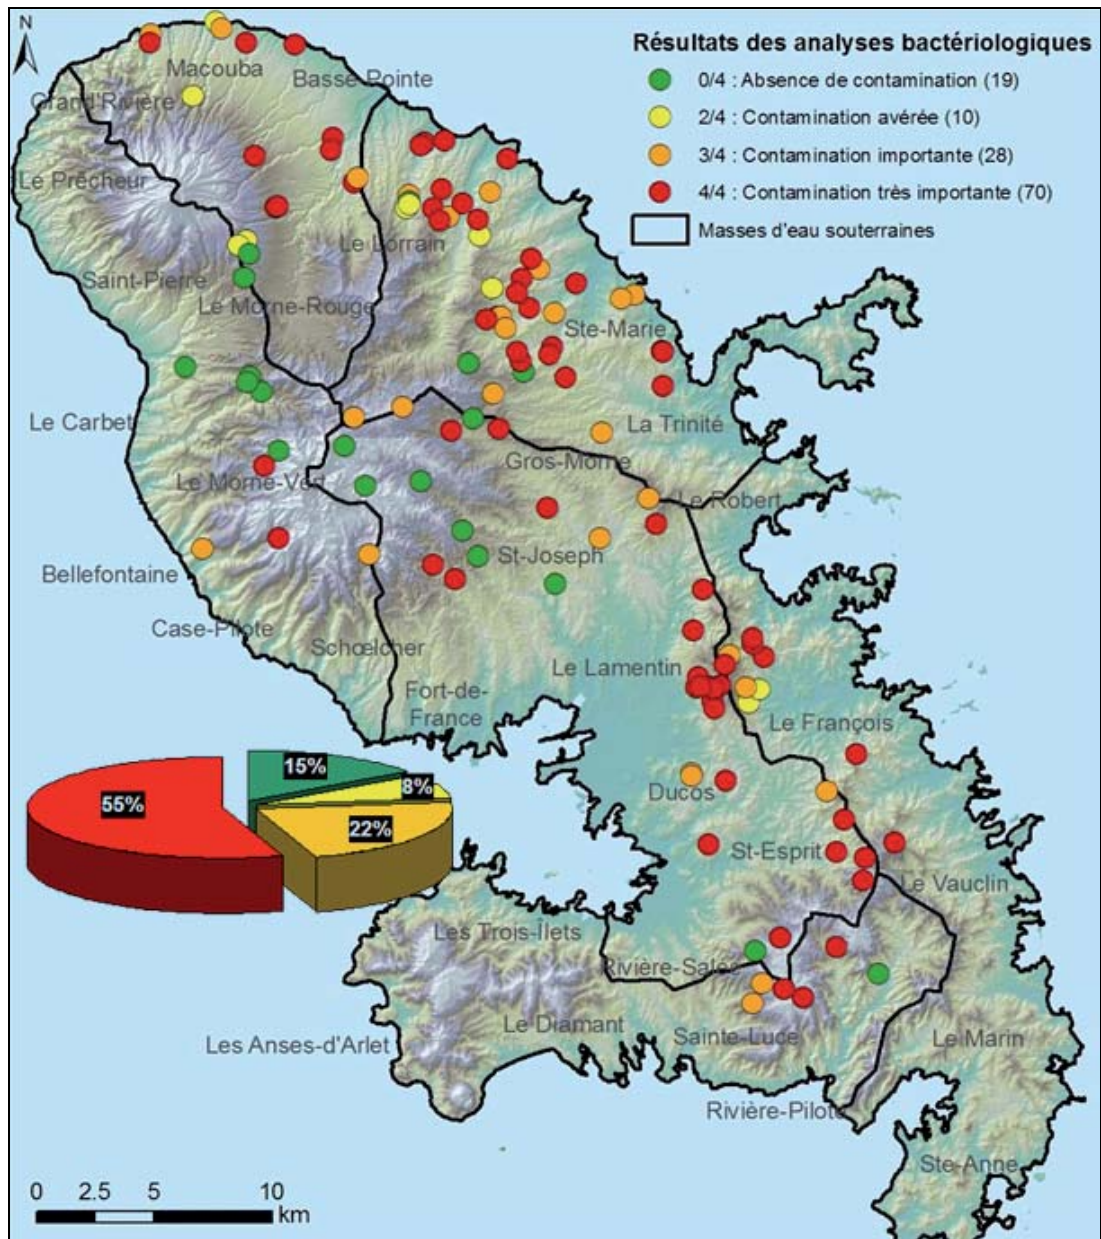 N
Résultats des analyses bactériologiques
0/4 : Absence de contamination (19)
2/4 : Contamination avérée (10)
3/4 : Contamination importante (28)
4/4 : Contamination très importante (70)
Masses d'eau souterraines
Macouba
Basse-Pointe
Grand'Rivière
Le Prêcheur
Le Lorrain
Saint-Pierre
Le Morne-Rouge
Ste-Marie
Le Carbet
La Trinité
Gros-Morne
Le Morne-Vert
Le Robert
St-Joseph
Bellefontaine
Case-Pilote
Schœlcher
Le Lamentin
Fort-de-
France
Le François
15%
8%
55%
22%
Ducos
St-Esprit
Le Vauclin
Les Trois-Îlets
Rivière-Salée
Le Diamant
Sainte-Luce
Le Marin
Les Anses-d'Arlet
Rivière-Pilote
Ste-Anne
0 2.5 5 10
km